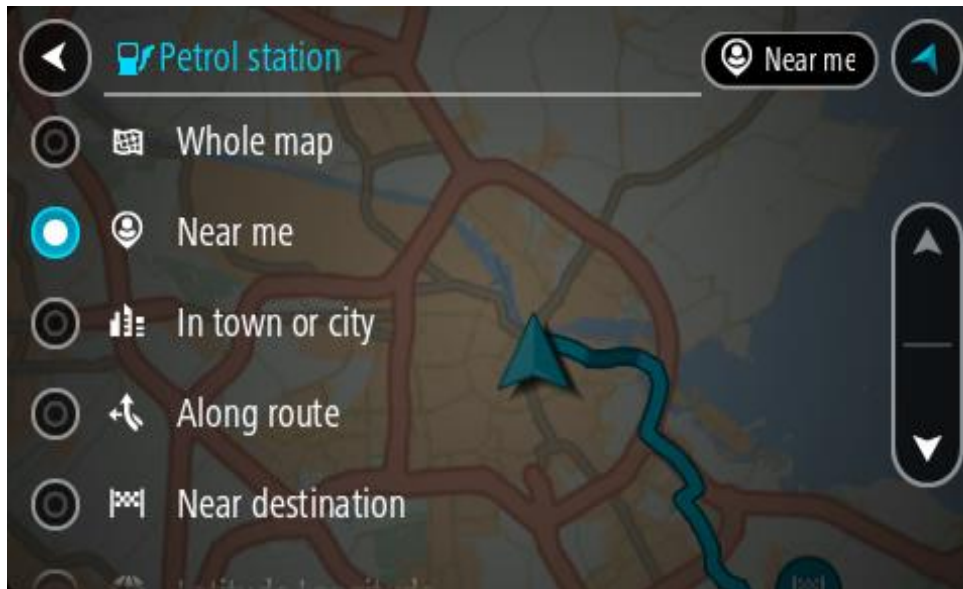 Petrol station
Near me
Whole map
Near me
In town or city
Along route
Near destination